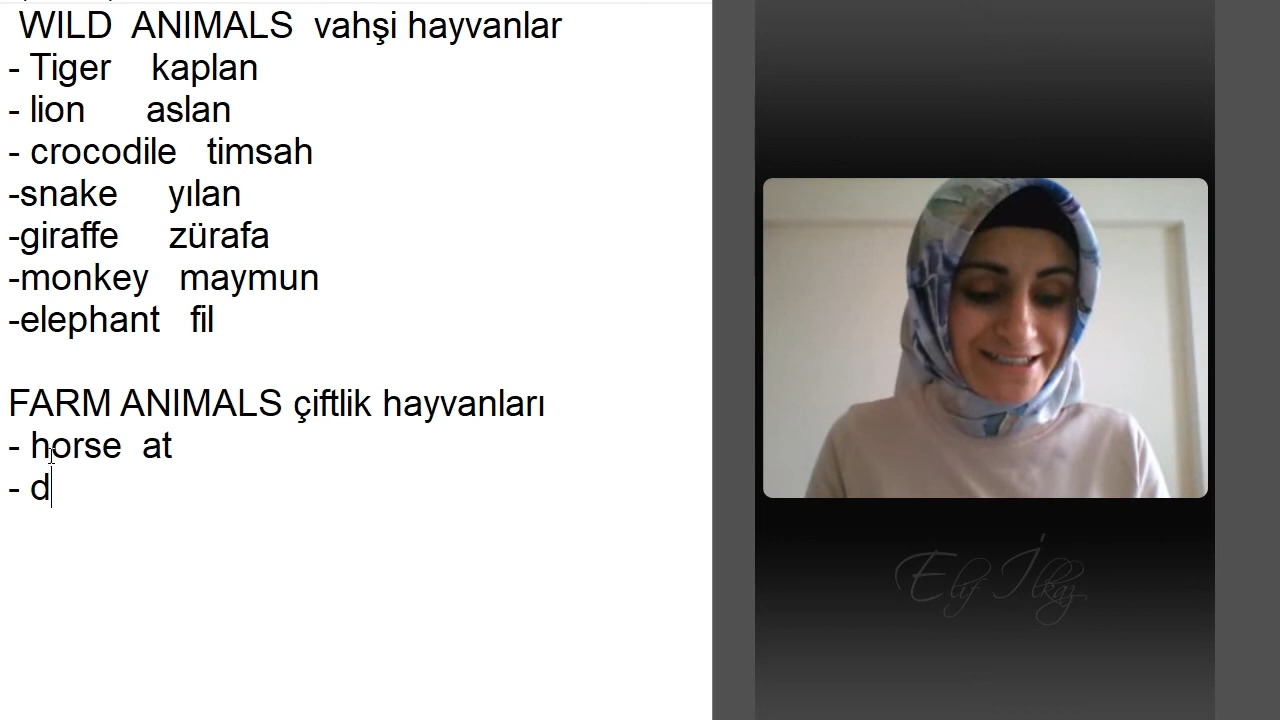 WILD ANIMALS vahşi hayvanlar
- Tiger kaplan
- lion aslan
- crocodile timsah
-snake yılan
-giraffe zürafa
-monkey maymun
-elephant fil
FARM ANIMALS çiftlik hayvanları
- horse at
- d
Elif İlkaz